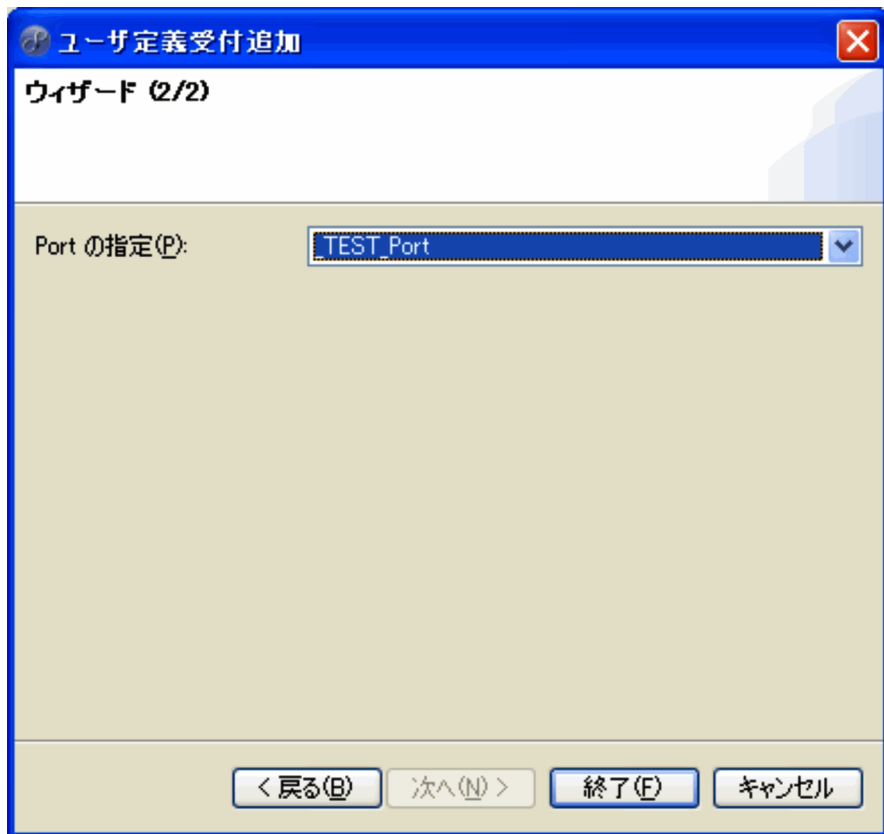 ユーザ定義受付追加
ウィザード (2/2)
Port の指定(P):
_TEST_Port
< 戻る(B)
次へ(N) >
終了(F)
キャンセル